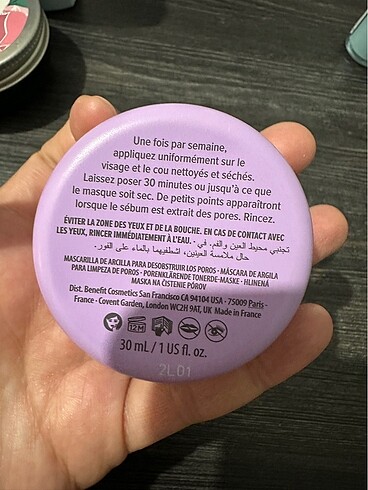 Une fois par semaine,
appliquez uniformément sur le
visage et le cou nettoyés et séchés.
Laissez poser 30 minutes ou jusqu'à ce que
le masque soit sec. De petits points apparaîtront
lorsque le sébum est extrait des pores. Rincez.
ÉVITER LA ZONE DES YEUX ET DE LA BOUCHE. EN CAS DE CONTACT AVEC
LES YEUX, RINCER IMMÉDIATEMENT À L'EAU. - تجنبي محيط العين والفم. في
حال ملامسة العينين، اشطفيهما بالماء على الفور.
MASCARILLA DE ARCILLA PARA DESOBSTRUIR LOS POROS · MÁSCARA DE ARGILA
PARA LIMPEZA DE POROS · PORENKLÄRENDE TONERDE-MASKE · HLINENÁ
MASKA NA ČISTENIE PÓROV
Dist. Benefit Cosmetics San Francisco CA 94104 USA · 75009 Paris -
France · Covent Garden, London WC2H 9AT, UK Made in France
12M
30 mL / 1 US fl. oz.
2L01